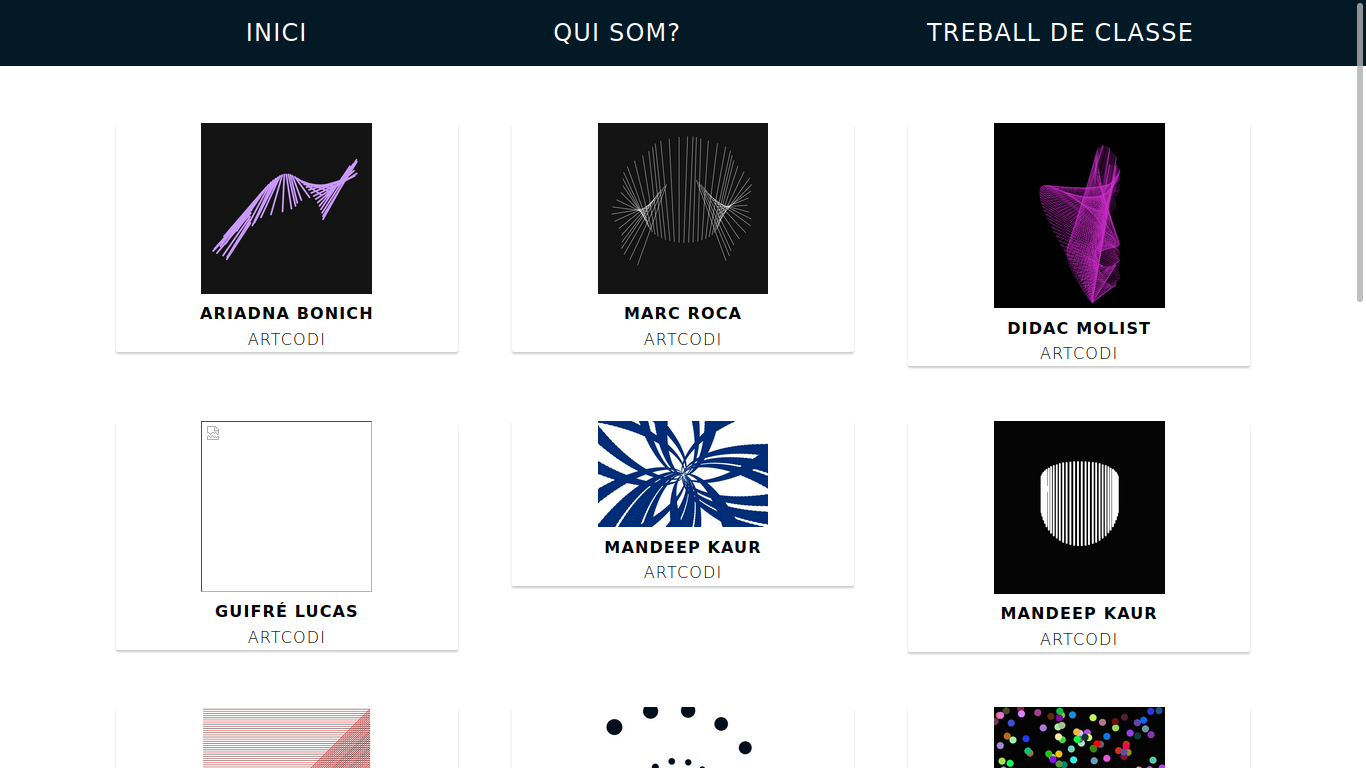 INICI
QUI SOM?
TREBALL DE CLASSE
ARIADNA BONICH
ARTCODI
MARC ROCA
ARTCODI
DIDAC MOLIST
ARTCODI
GUIFRÉ LUCAS
ARTCODI
MANDEEP KAUR
ARTCODI
MANDEEP KAUR
ARTCODI